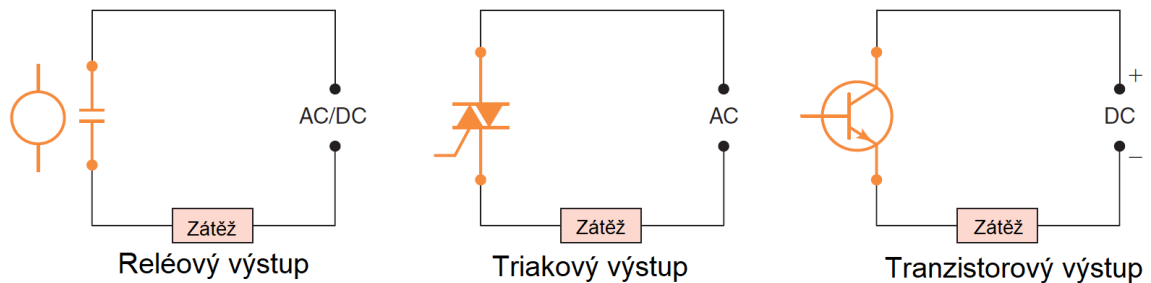 AC/DC
Zátěž
Reléový výstup
AC
Zátěž
Triakový výstup
+
DC
−
Zátěž
Tranzistorový výstup